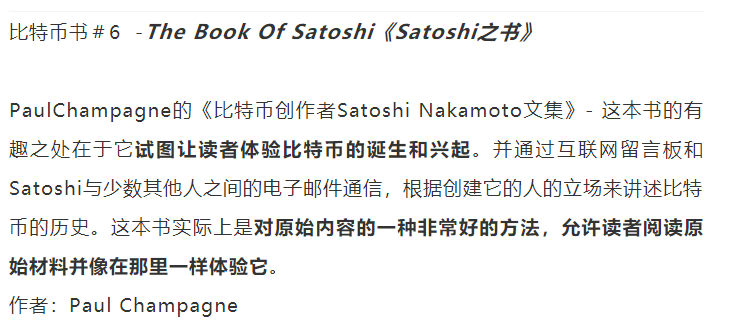 比特币书＃6  -The Book Of Satoshi《Satoshi之书》
PaulChampagne的《比特币创作者Satoshi Nakamoto文集》- 这本书的有
趣之处在于它试图让读者体验比特币的诞生和兴起。并通过互联网留言板和
Satoshi与少数其他人之间的电子邮件通信，根据创建它的人的立场来讲述比特
币的历史。这本书实际上是对原始内容的一种非常好的方法，允许读者阅读原
始材料并像在那里一样体验它。
作者：Paul Champagne